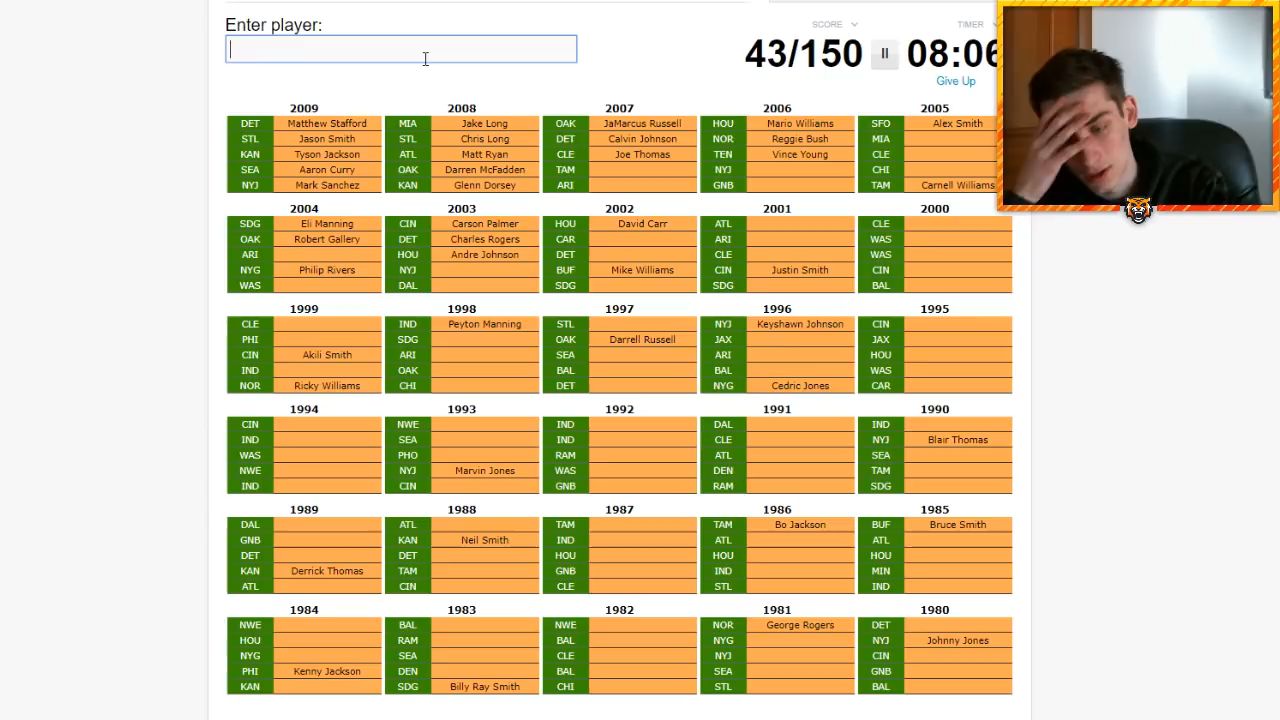 Enter player:
SCORE TIMER
43/150 08:06
Give Up
2009 2008 2007 2006 2005
DET Matthew Stafford MIA Jake Long OAK JaMarcus Russell HOU Mario Williams SFO Alex Smith
STL Jason Smith STL Chris Long DET Calvin Johnson NOR Reggie Bush MIA
KAN Tyson Jackson ATL Matt Ryan CLE Joe Thomas TEN Vince Young CLE
SEA Aaron Curry OAK Darren McFadden TAM NYJ CHI
NYJ Mark Sanchez KAN Glenn Dorsey ARI GNB TAM Carnell Williams
2004 2003 2002 2001 2000
SDG Eli Manning CIN Carson Palmer HOU David Carr ATL CLE
OAK Robert Gallery DET Charles Rogers CAR ARI WAS
ARI HOU Andre Johnson DET CLE WAS
NYG Philip Rivers NYJ BUF Mike Williams CIN Justin Smith CIN
WAS DAL SDG SDG BAL
1999 1998 1997 1996 1995
CLE IND Peyton Manning STL NYJ Keyshawn Johnson CIN
PHI SDG OAK Darrell Russell JAX JAX
CIN Akili Smith ARI SEA ARI HOU
IND OAK BAL BAL WAS
NOR Ricky Williams CHI DET NYG Cedric Jones CAR
1994 1993 1992 1991 1990
CIN NWE IND DAL IND
IND SEA IND CLE NYJ Blair Thomas
WAS PHO RAM ATL SEA
NWE NYJ Marvin Jones WAS DEN TAM
IND CIN GNB RAM SDG
1989 1988 1987 1986 1985
DAL ATL TAM TAM Bo Jackson BUF Bruce Smith
GNB KAN Neil Smith IND ATL ATL
DET DET HOU HOU HOU
KAN Derrick Thomas TAM GNB IND MIN
ATL CIN CLE STL IND
1984 1983 1982 1981 1980
NWE BAL NWE NOR George Rogers DET
HOU RAM BAL NYG NYJ Johnny Jones
NYG SEA CLE NYJ CIN
PHI Kenny Jackson DEN BAL SEA GNB
KAN SDG Billy Ray Smith CHI STL BAL